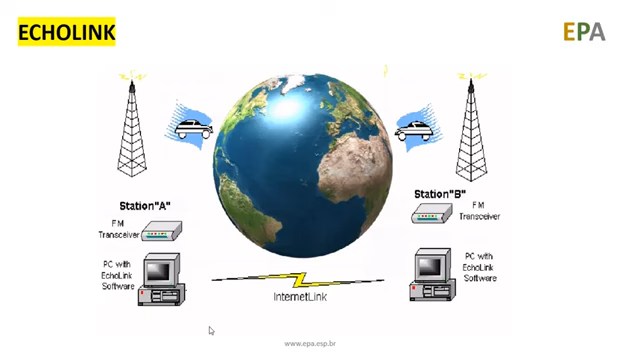 ECHOLINK
EPA
Station"A"
FM
Transceiver
PC with
EchoLink
Software
Station"B"
FM
Transceiver
PC with
EchoLink
Software
InternetLink
www.epa.esp.br